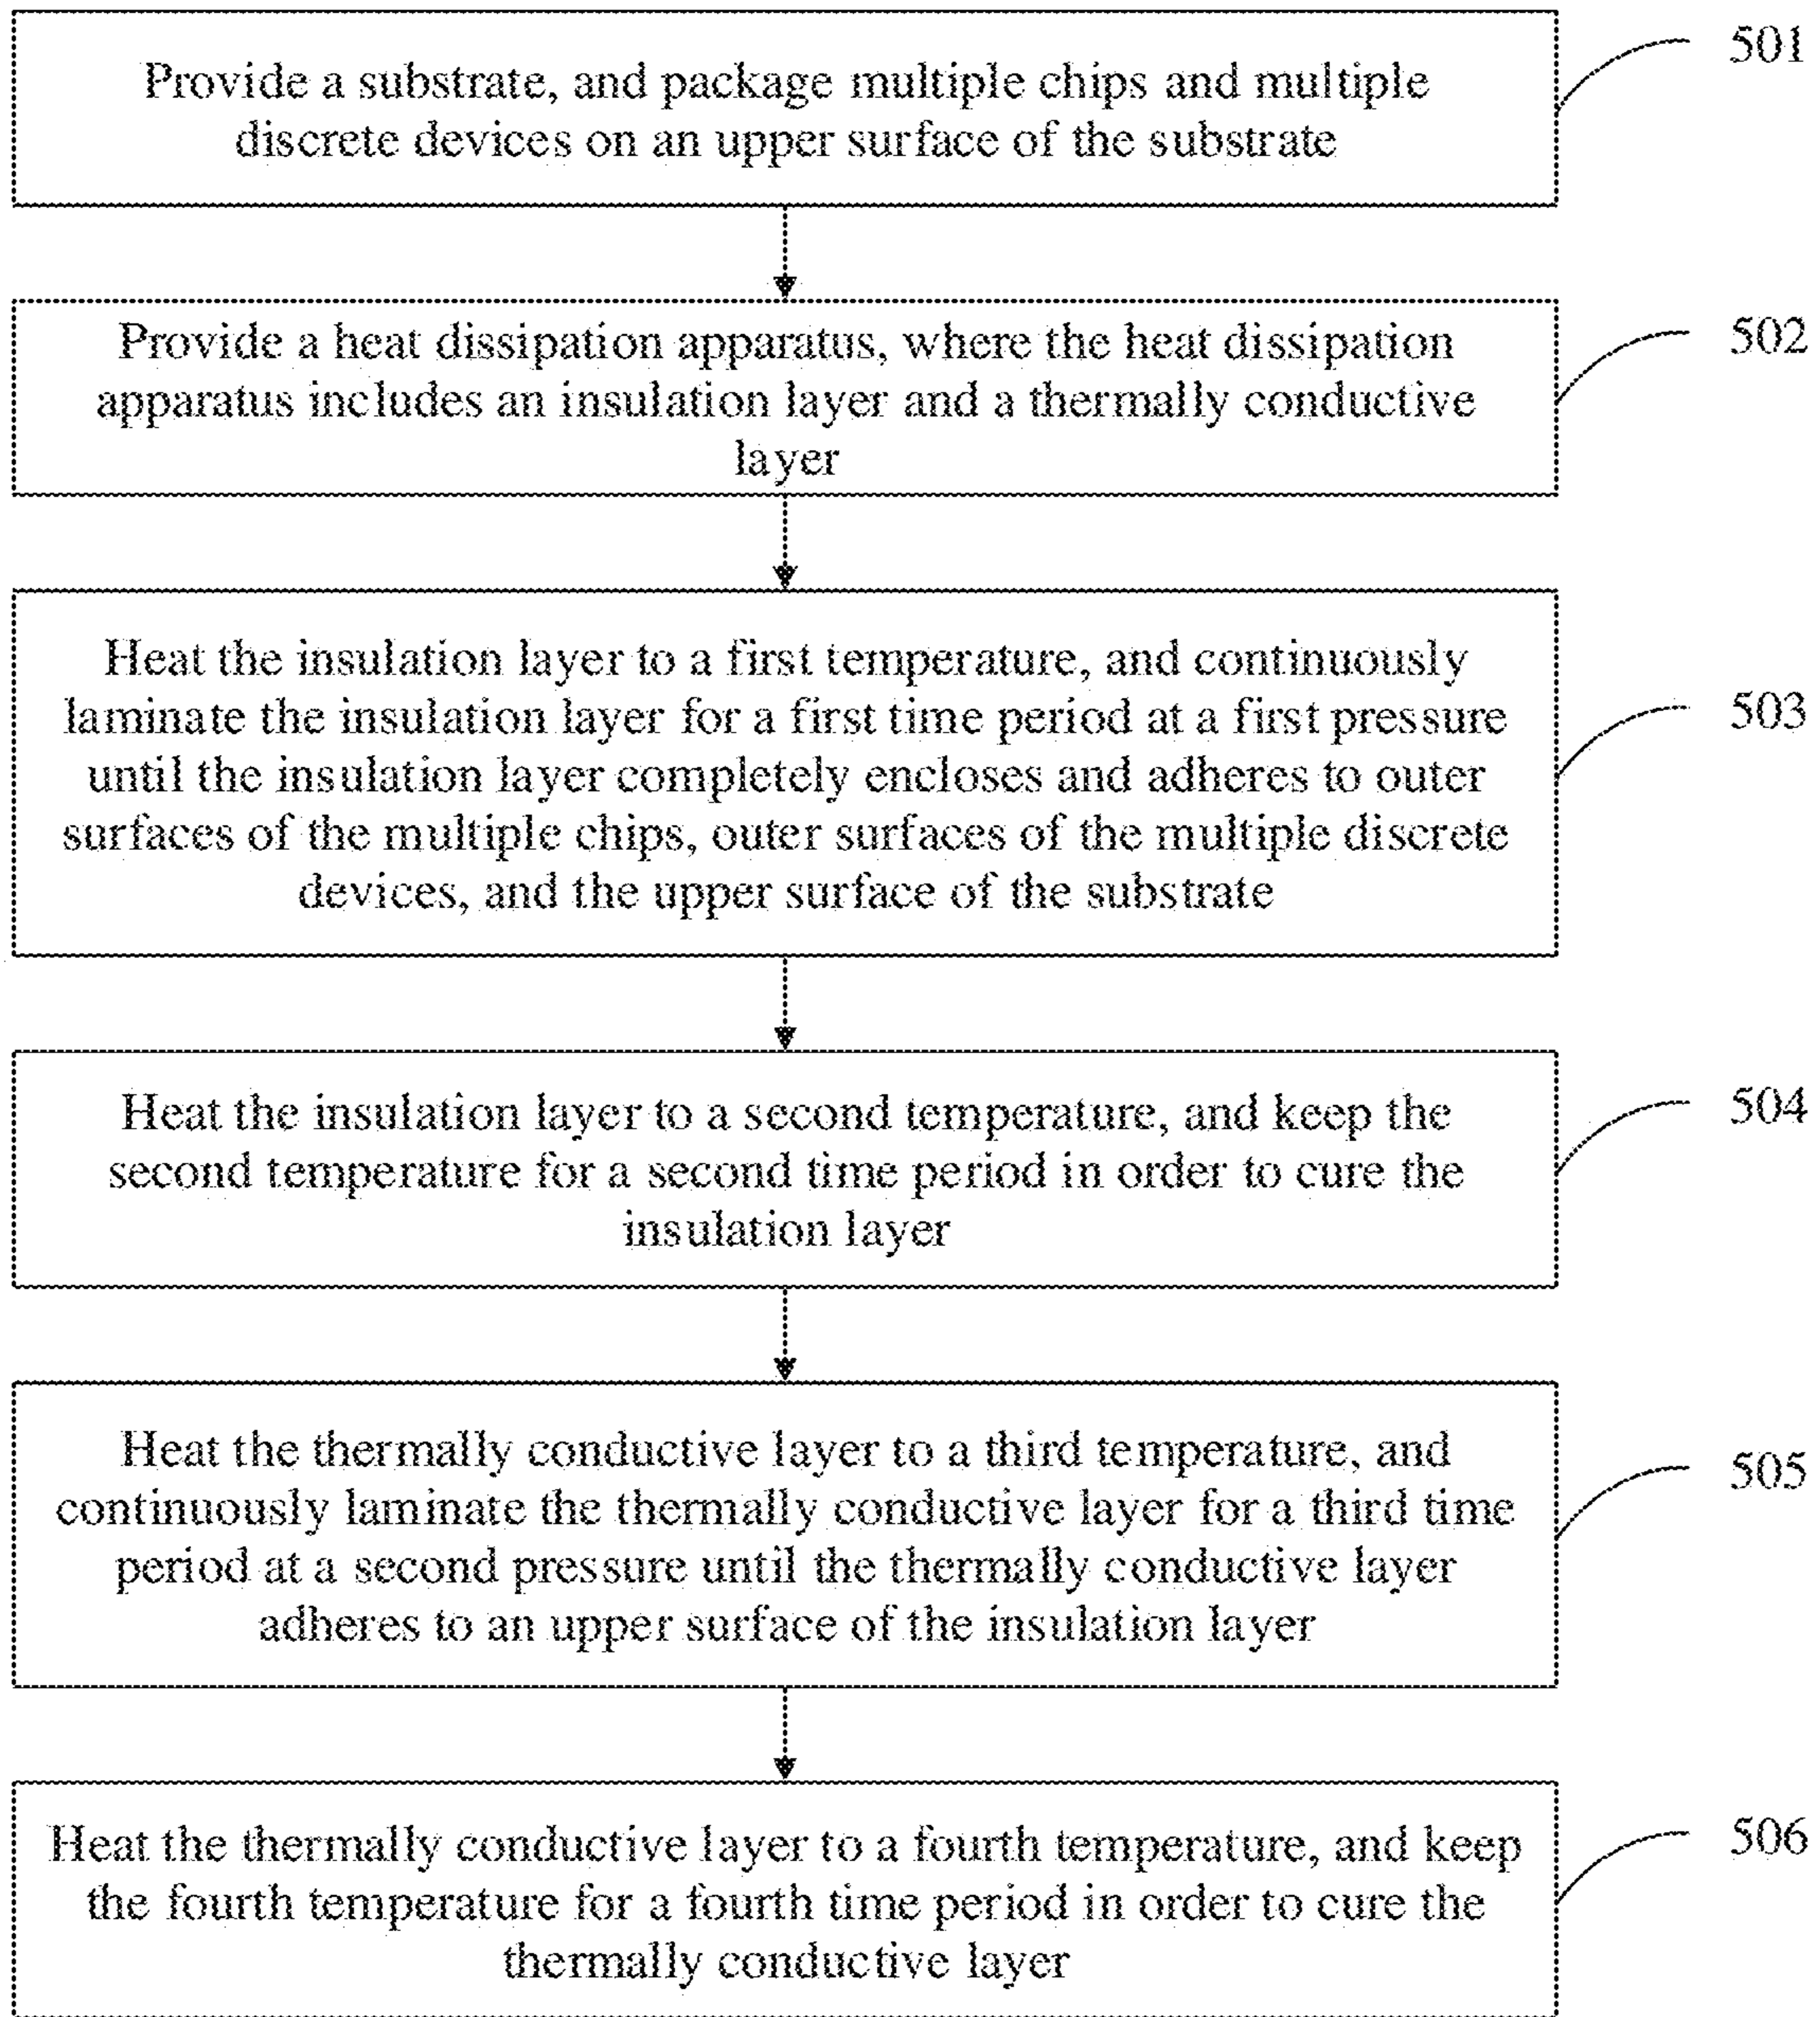 Provide a substrate, and package multiple chips and multiple
discrete devices on an upper surface of the substrate
501
Provide a heat dissipation apparatus, where the heat dissipation
apparatus includes an insulation layer and a thermally conductive
layer
502
Heat the insulation layer to a first temperature, and continuously
laminate the insulation layer for a first time period at a first pressure
until the insulation layer completely encloses and adheres to outer
surfaces of the multiple chips, outer surfaces of the multiple discrete
devices, and the upper surface of the substrate
503
Heat the insulation layer to a second temperature, and keep the
second temperature for a second time period in order to cure the
insulation layer
504
Heat the thermally conductive layer to a third temperature, and
continuously laminate the thermally conductive layer for a third time
period at a second pressure until the thermally conductive layer
adheres to an upper surface of the insulation layer
505
Heat the thermally conductive layer to a fourth temperature, and keep
the fourth temperature for a fourth time period in order to cure the
thermally conductive layer
506